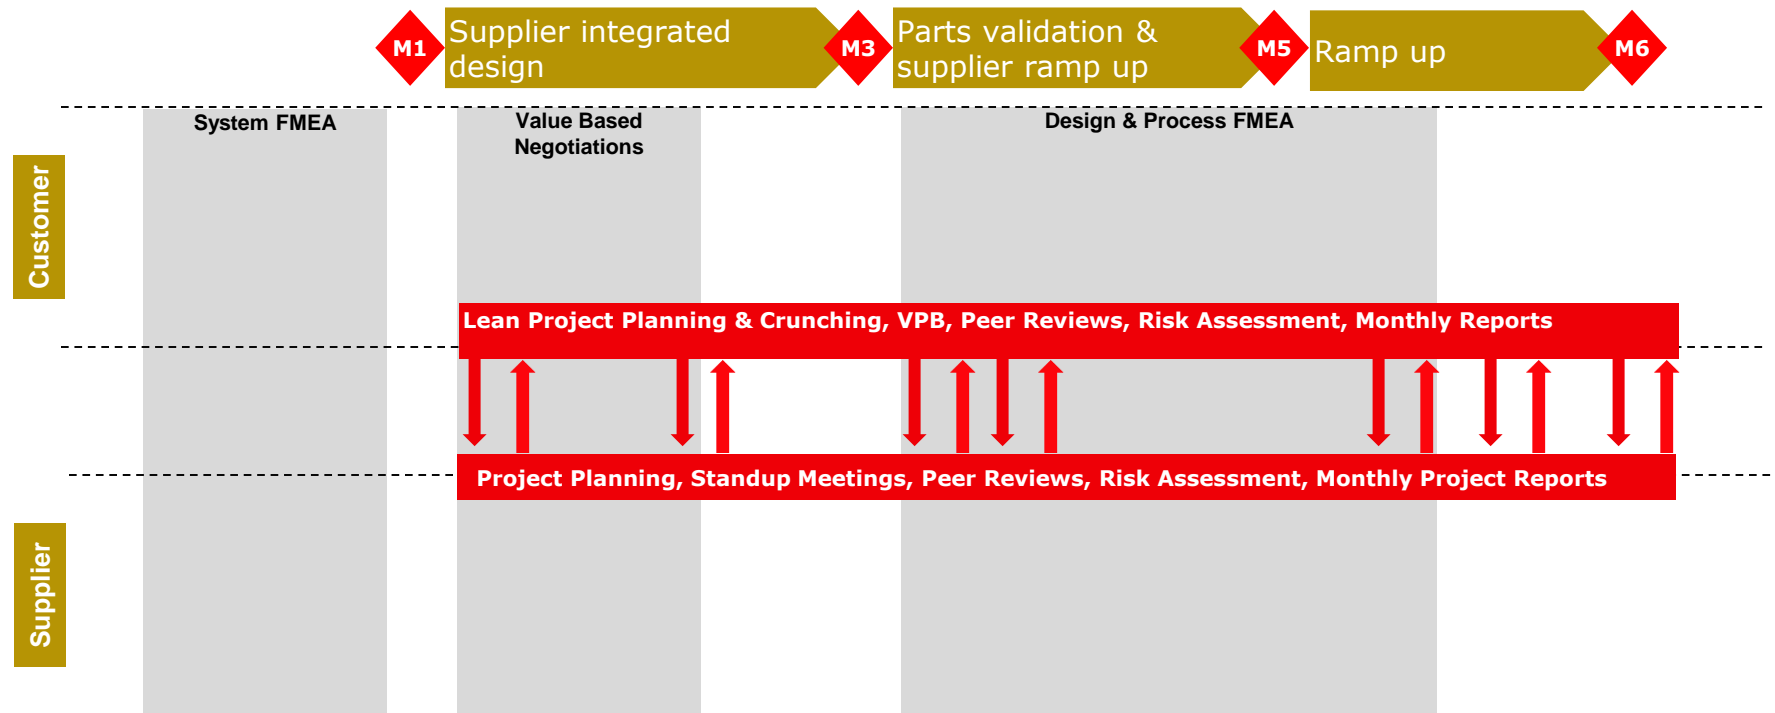 M1
Supplier integrated
design
M3
Parts validation &
supplier ramp up
M5
Ramp up
M6
System FMEA
Value Based
Negotiations
Design & Process FMEA
Customer
Lean Project Planning & Crunching, VPB, Peer Reviews, Risk Assessment, Monthly Reports
Project Planning, Standup Meetings, Peer Reviews, Risk Assessment, Monthly Project Reports
Supplier